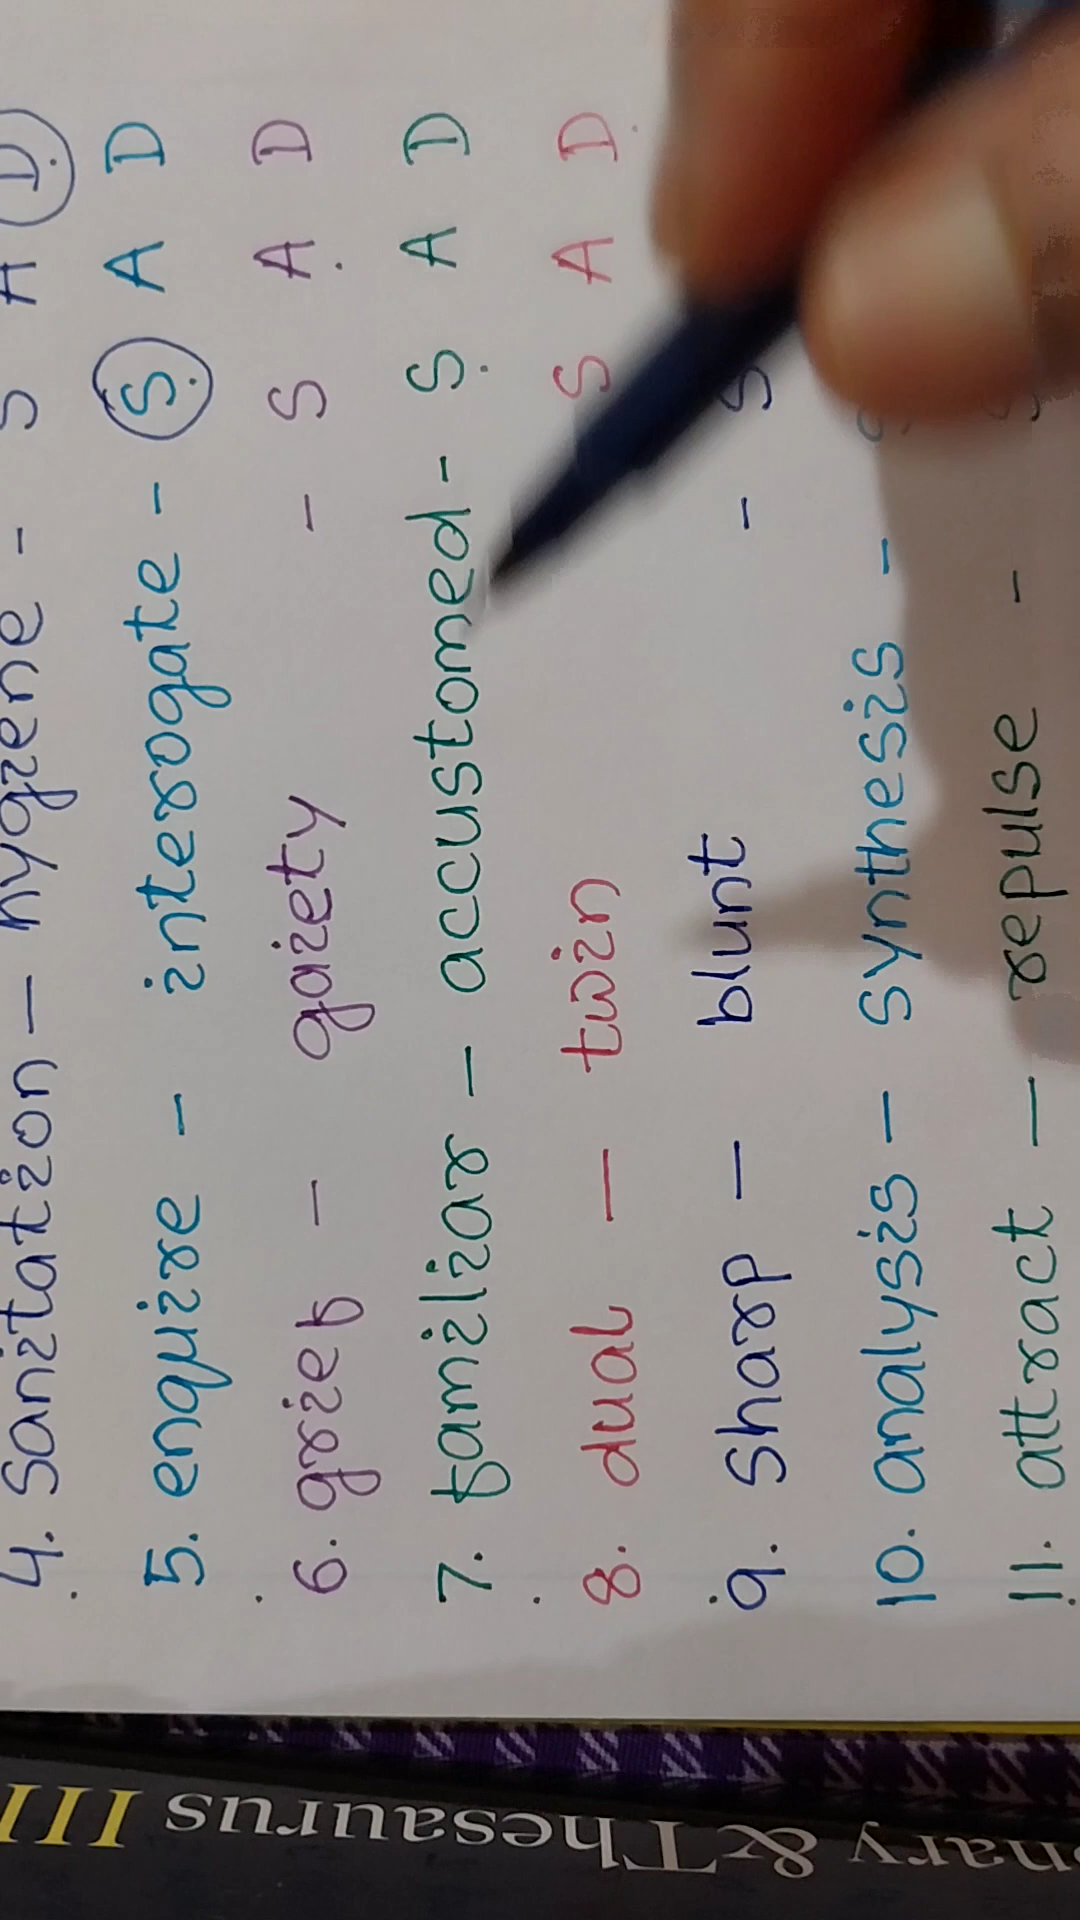 4. Sanitation — hygiene - S A D.
5. enquire - interogate - S. A D
6. grief - gaiety - S A. D
7. familiar - accustomed - S. A D
8. dual - twin S A D.
9. Sharp - blunt - S
10. analysis - synthesis -
11. attract - repulse -
& Thesaurus III